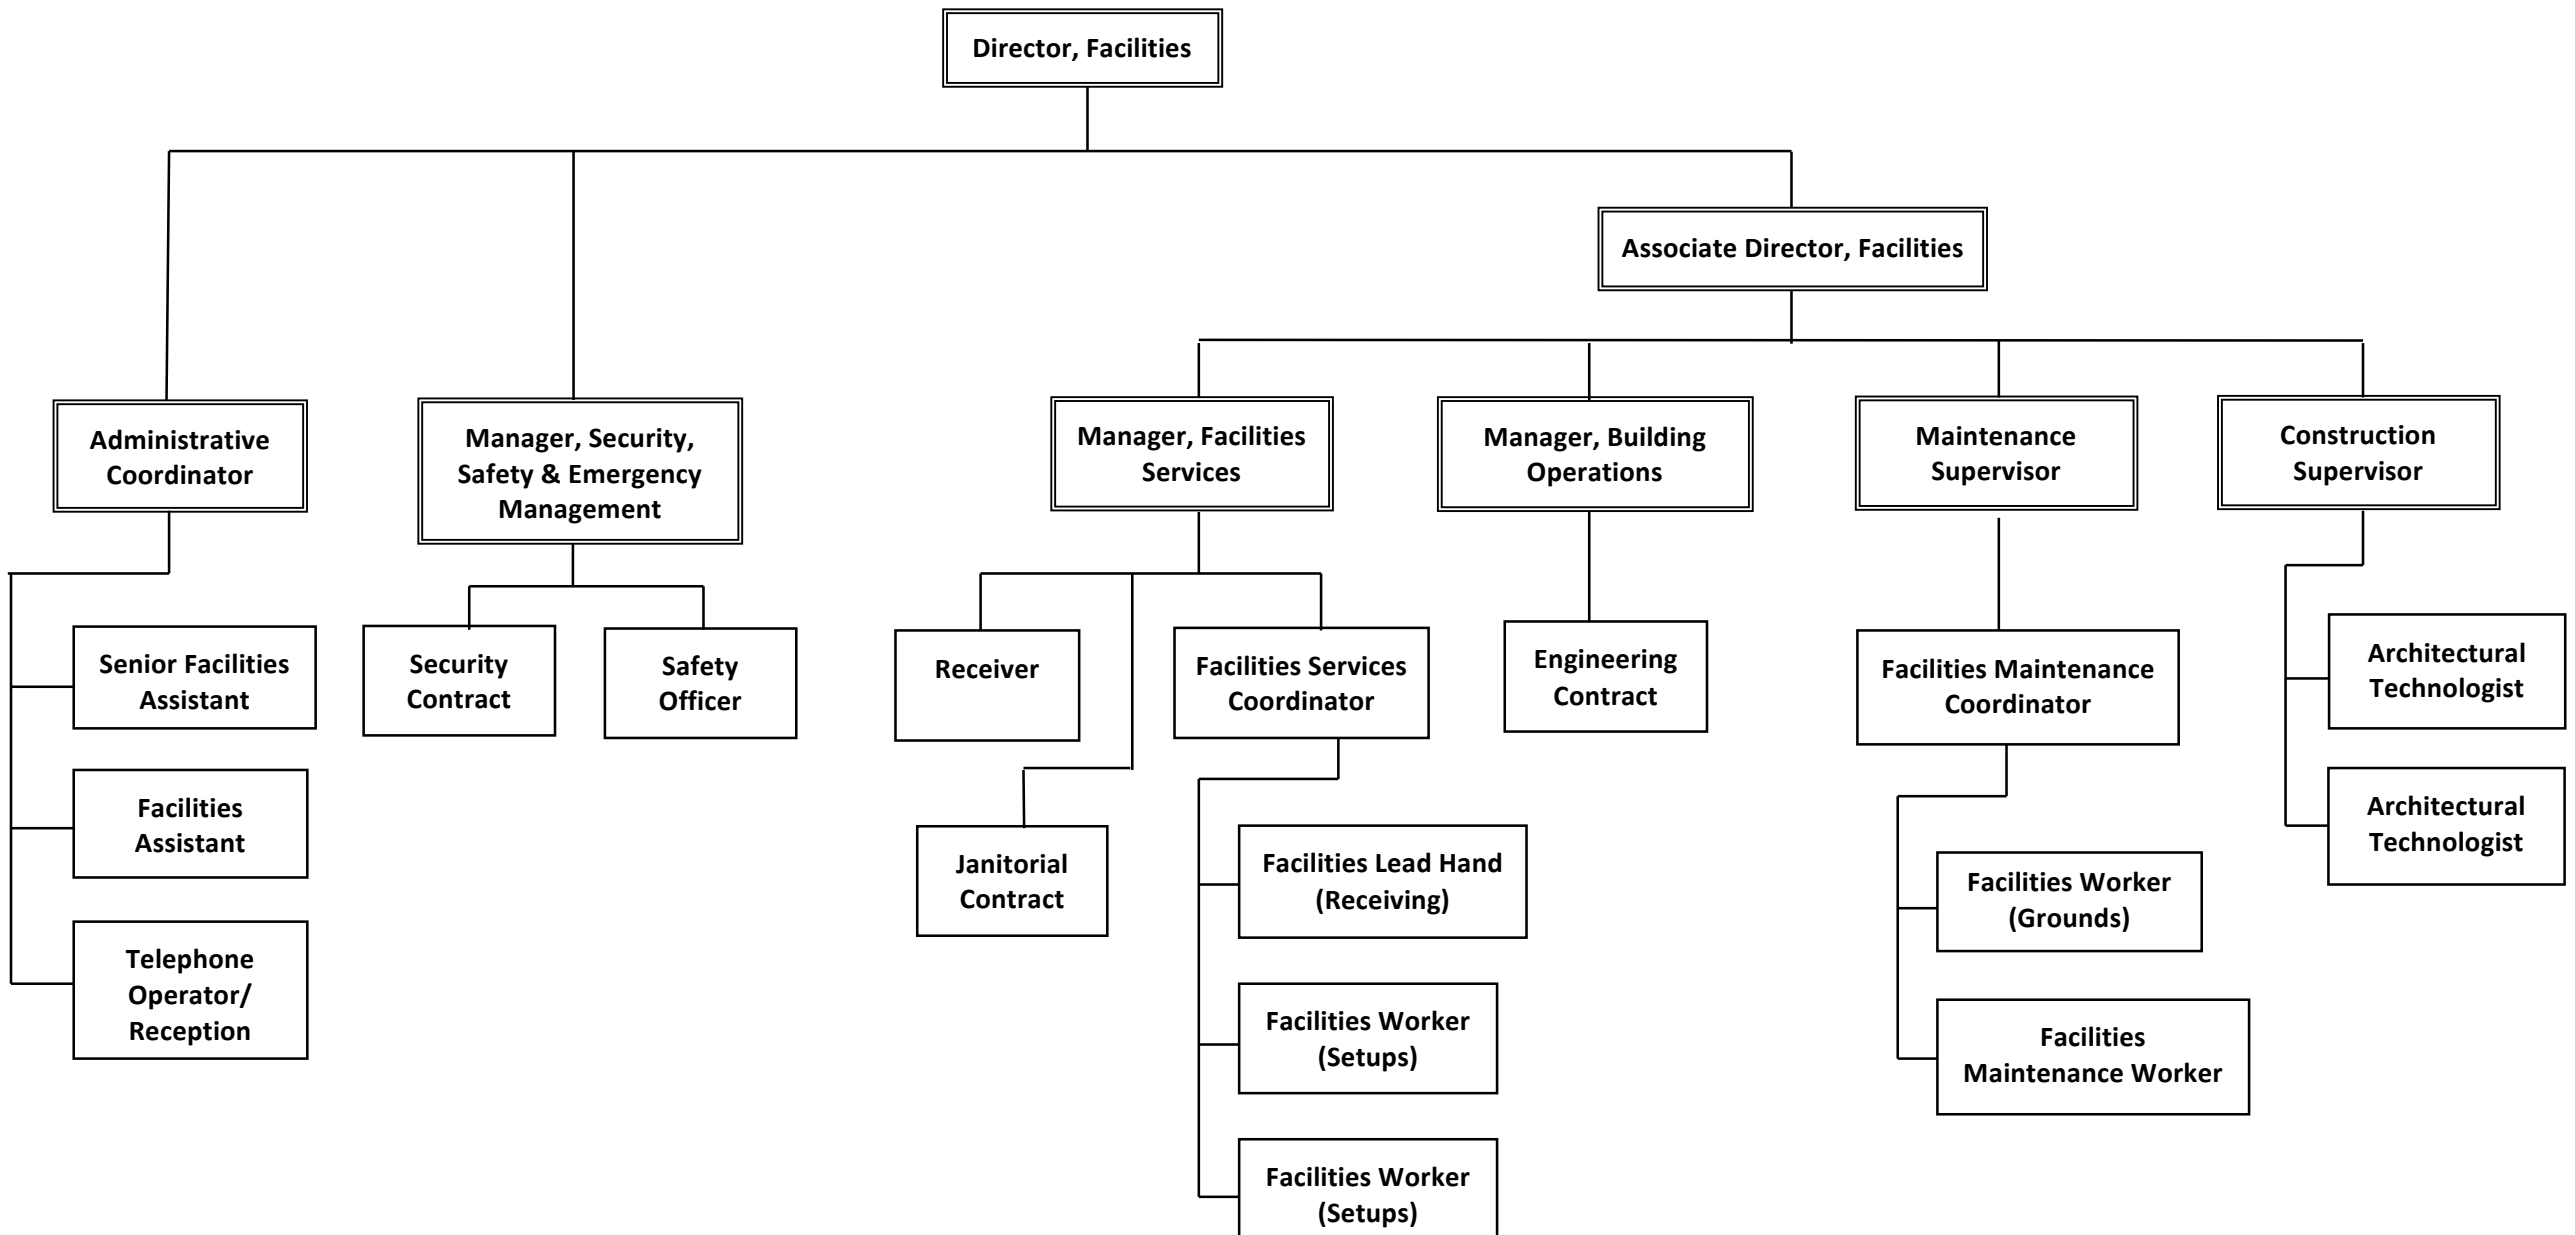 Director, Facilities
Associate Director, Facilities
Administrative
Coordinator
Manager, Security,
Safety & Emergency
Management
Manager, Facilities
Services
Manager, Building
Operations
Maintenance
Supervisor
Construction
Supervisor
Senior Facilities
Assistant
Security
Contract
Safety
Officer
Receiver
Facilities Services
Coordinator
Engineering
Contract
Facilities Maintenance
Coordinator
Architectural
Technologist
Facilities
Assistant
Janitorial
Contract
Facilities Lead Hand
(Receiving)
Facilities Worker
(Grounds)
Architectural
Technologist
Telephone
Operator/
Reception
Facilities Worker
(Setups)
Facilities
Maintenance Worker
Facilities Worker
(Setups)